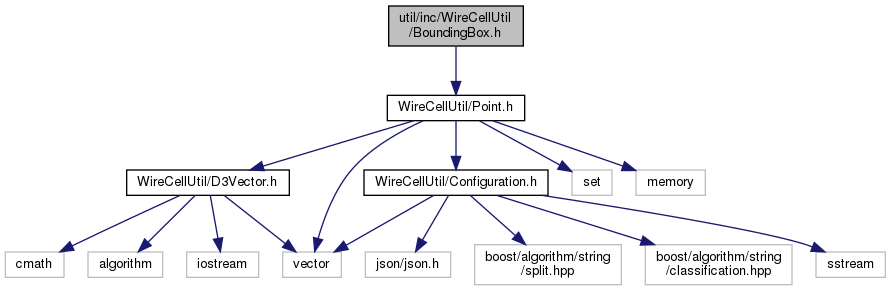 util/inc/WireCellUtil
/BoundingBox.h
WireCellUtil/Point.h
WireCellUtil/D3Vector.h
WireCellUtil/Configuration.h
set
memory
cmath
algorithm
iostream
vector
json/json.h
boost/algorithm/string
/split.hpp
boost/algorithm/string
/classification.hpp
sstream